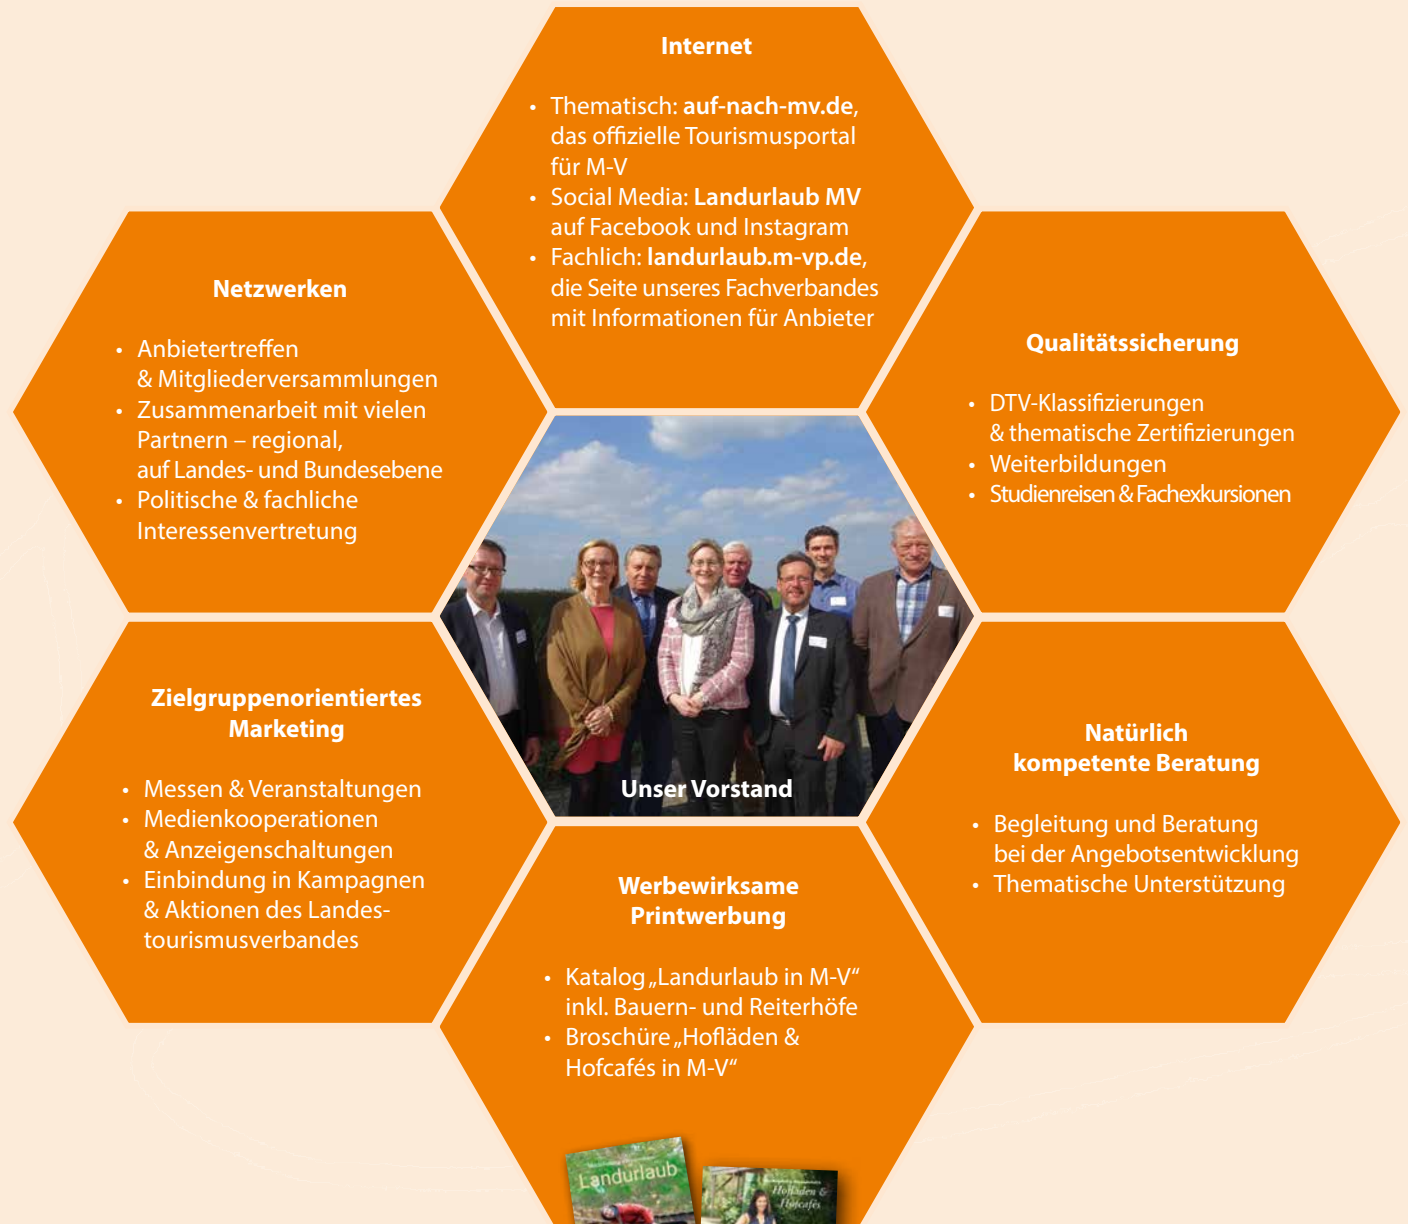 Internet
• Thematisch: auf-nach-mv.de,
das offizielle Tourismusportal
für M-V
• Social Media: Landurlaub MV
auf Facebook und Instagram
• Fachlich: landurlaub.m-vp.de,
die Seite unseres Fachverbandes
mit Informationen für Anbieter
Netzwerken
• Anbietertreffen
& Mitgliederversammlungen
• Zusammenarbeit mit vielen
Partnern – regional,
auf Landes- und Bundesebene
• Politische & fachliche
Interessenvertretung
Qualitätssicherung
• DTV-Klassifizierungen
& thematische Zertifizierungen
• Weiterbildungen
• Studienreisen & Fachexkursionen
Unser Vorstand
Zielgruppenorientiertes
Marketing
• Messen & Veranstaltungen
• Medienkooperationen
& Anzeigenschaltungen
• Einbindung in Kampagnen
& Aktionen des Landes-
tourismusverbandes
Natürlich
kompetente Beratung
• Begleitung und Beratung
bei der Angebotsentwicklung
• Thematische Unterstützung
Werbewirksame
Printwerbung
• Katalog „Landurlaub in M-V“
inkl. Bauern- und Reiterhöfe
• Broschüre „Hofläden &
Hofcafés in M-V“
Landurlaub
Hofläden &
Hofcafés